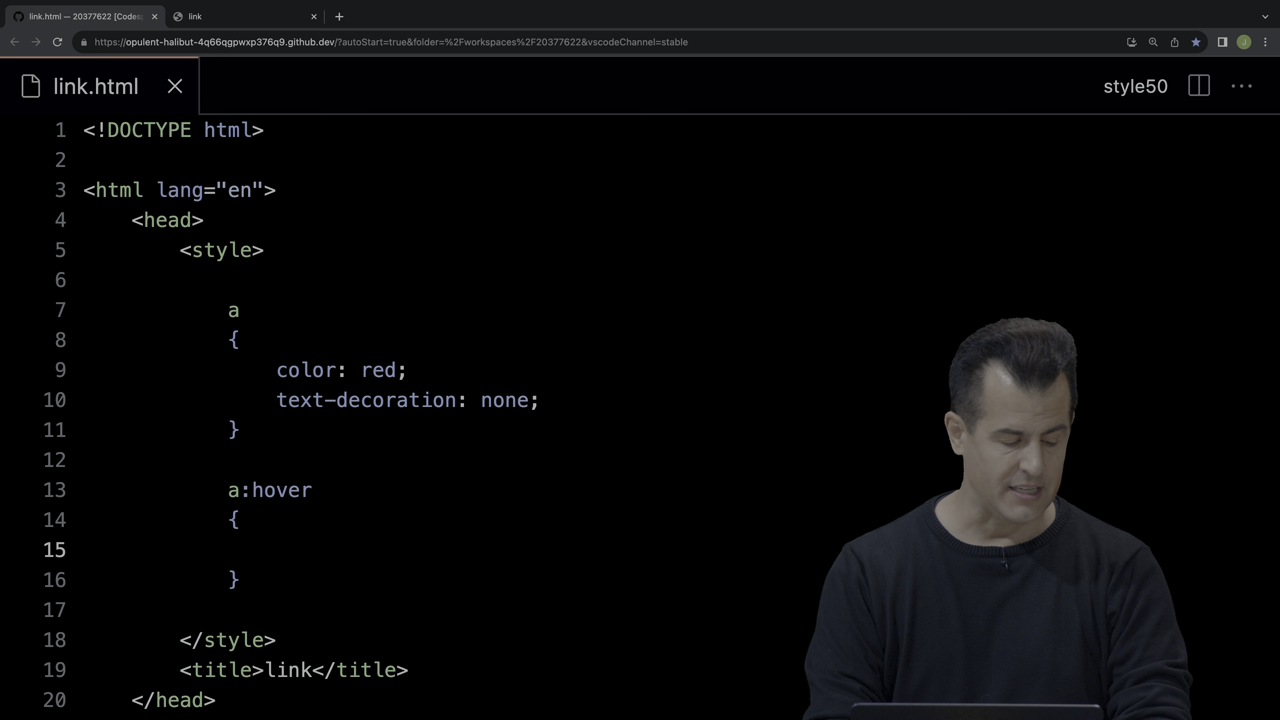 link.html — 20377622 [Codes
link
https://opulent-halibut-4q66qgpwxp376q9.github.dev/?autoStart=true&folder=%2Fworkspaces%2F20377622&vscodeChannel=stable
J
link.html
style50
1 <!DOCTYPE html>
2
3 <html lang="en">
4 <head>
5 <style>
6
7 a
8 {
9 color: red;
10 text-decoration: none;
11 }
12
13 a:hover
14 {
15
16 }
17
18 </style>
19 <title>link</title>
20 </head>